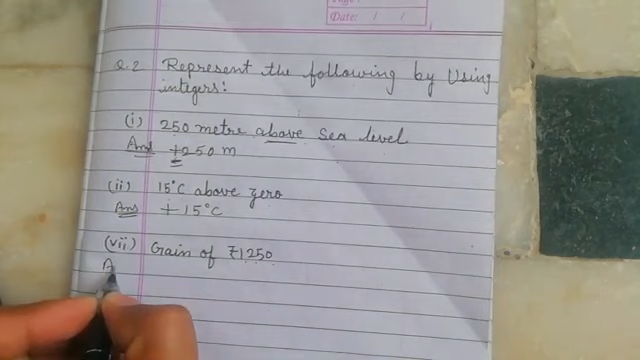 Date: / /
Q.2 Represent the following by Using
integers:
(i) 250 metre above Sea level
Ans +250 m
(ii) 15°C above zero
Ans +15°C
(vii) Gain of ₹1250
A